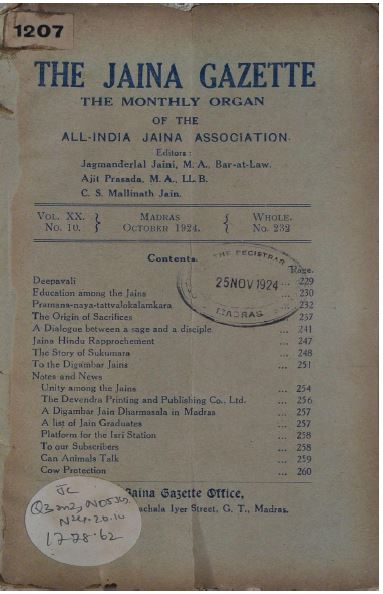 1207
THE JAINA GAZETTE
THE MONTHLY ORGAN
OF THE
ALL-INDIA JAINA ASSOCIATION.
Editors :
Jagmanderlal Jaini, M. A., Bar-at-Law.
Ajit Prasada, M. A., LL. B.
C. S. Mallinath Jain.
VOL. XX. } MADRAS { WHOLE.
No. 10. OCTOBER 1924. No. 232
Contents.
Page.
THE REGISTRAR
25 NOV 1924
MADRAS
Deepavali ... 229
Education among the Jains ... 230
Pramana-naya-tattvalokalamkara ... 232
The Origin of Sacrifices ... 237
A Dialogue between a sage and a disciple ... 241
Jaina Hindu Rapprochement ... 247
The Story of Sukumara ... 248
To the Digambar Jains ... 251
Notes and News
Unity among the Jains ... 254
The Devendra Printing and Publishing Co., Ltd. ... 256
A Digambar Jain Dharmasala in Madras ... 257
A list of Jain Graduates ... 257
Platform for the Isri Station ... 258
To our Subscribers ... 258
Can Animals Talk ... 259
Cow Protection ... 260
Jaina Gazette Office,
achala Iyer Street, G. T., Madras.